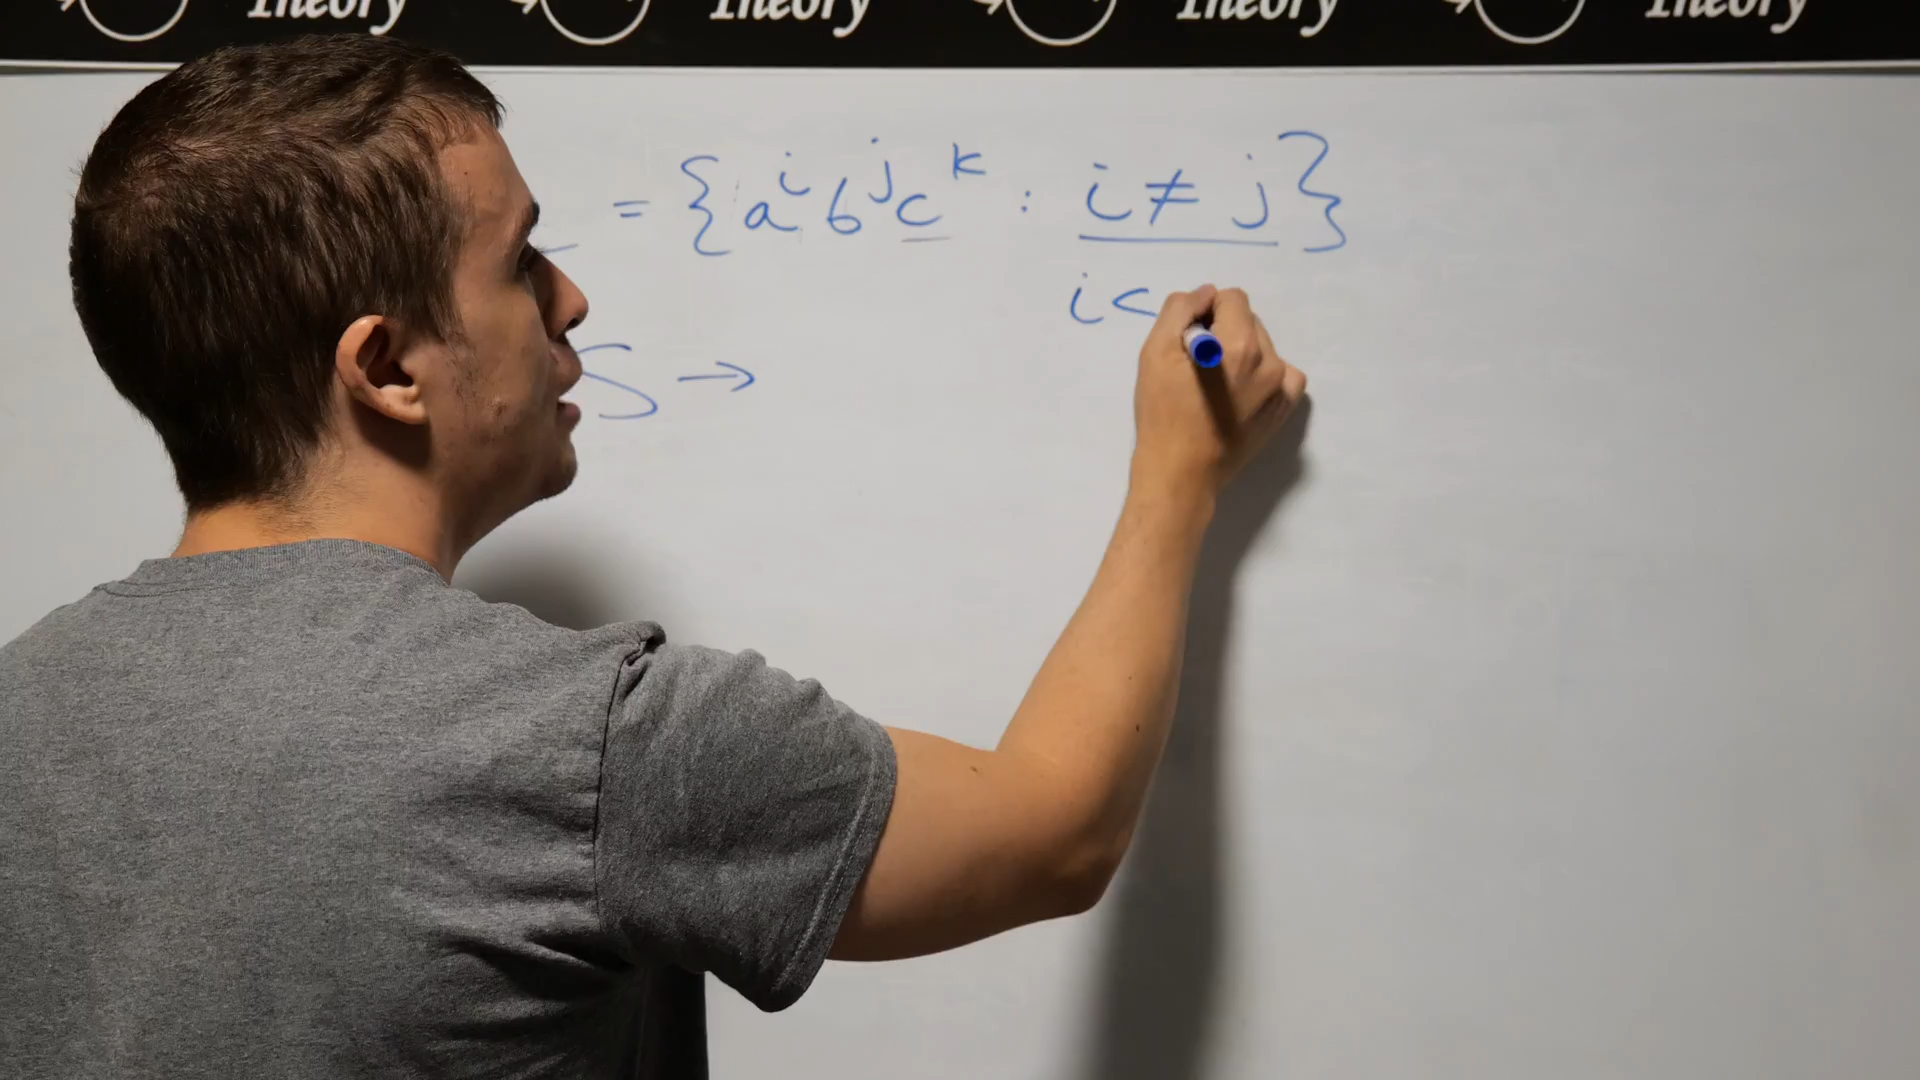 Theory Theory Theory Theory
= {a^i b^j c^k : i ≠ j}
i <
S →